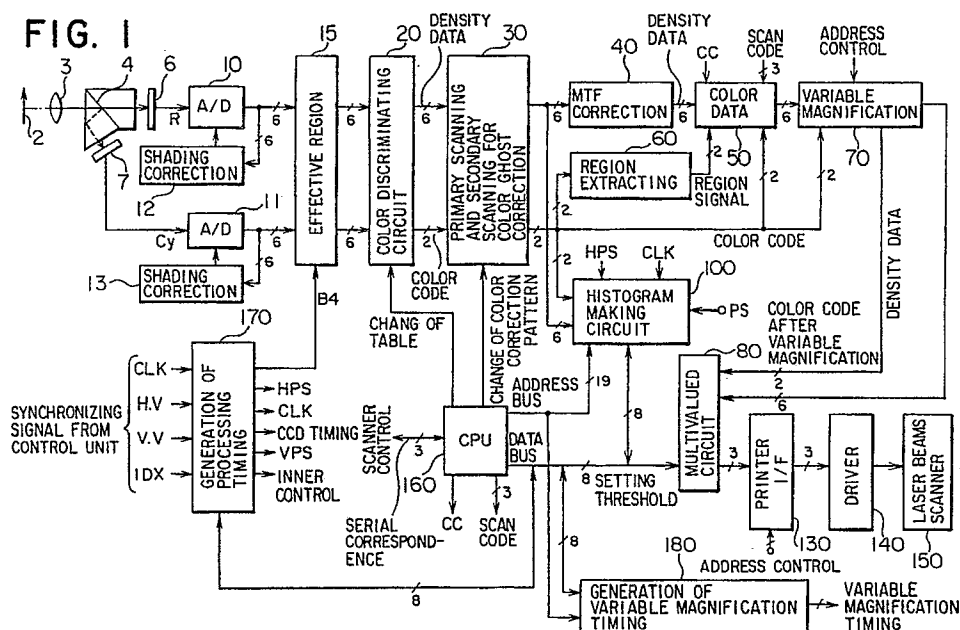 FIG. 1
3
4
6
2
7
R
10
A/D
6
6
SHADING CORRECTION
12
11
A/D
Cy
6
6
13
SHADING CORRECTION
15
EFFECTIVE REGION
6
6
B4
20
COLOR DISCRIMINATING CIRCUIT
DENSITY DATA
6
2
COLOR CODE
CHANG OF TABLE
30
PRIMARY SCANNING AND SECONDARY SCANNING FOR COLOR GHOST CORRECTION
CHANGE OF COLOR CORRECTION PATTERN
6
2
40
MTF CORRECTION
DENSITY DATA
6
60
REGION EXTRACTING
2
REGION SIGNAL
2
2
CC
SCAN CODE
3
COLOR DATA
50
6
2
ADDRESS CONTROL
VARIABLE MAGNIFICATION
70
2
COLOR CODE
DENSITY DATA
HPS
CLK
100
HISTOGRAM MAKING CIRCUIT
PS
6
19
8
COLOR CODE AFTER VARIABLE MAGNIFICATION
2
6
80
MULTIVALUED CIRCUIT
3
PRINTER I/F
130
ADDRESS CONTROL
3
DRIVER
140
LASER BEAMS SCANNER
150
170
GENERATION OF PROCESSING TIMING
SYNCHRONIZING SIGNAL FROM CONTROL UNIT
CLK
H.V
V.V
IDX
HPS
CLK
CCD TIMING
VPS
INNER CONTROL
8
SCANNER CONTROL
3
160
SERIAL CORRESPONDENCE
CPU
ADDRESS BUS
DATA BUS
CC
3
SCAN CODE
8
SETTING THRESHOLD
8
180
GENERATION OF VARIABLE MAGNIFICATION TIMING
VARIABLE MAGNIFICATION TIMING